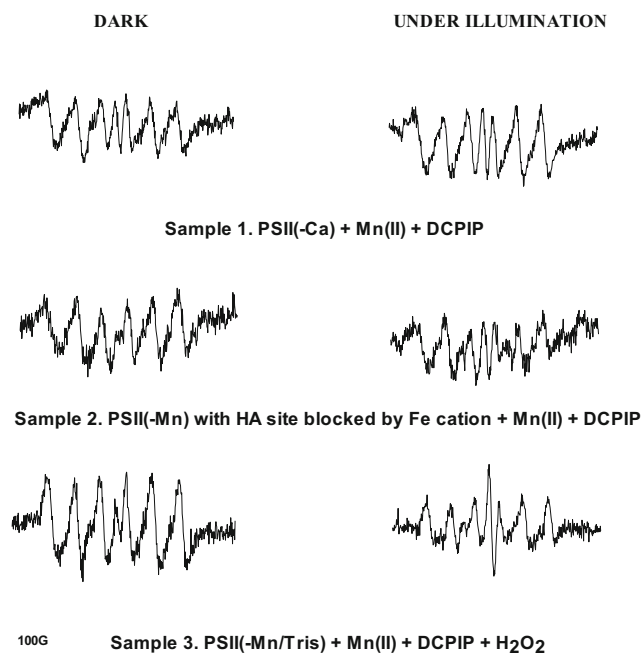 DARK UNDER ILLUMINATION
Sample 1. PSII(-Ca) + Mn(II) + DCPIP
Sample 2. PSII(-Mn) with HA site blocked by Fe cation + Mn(II) + DCPIP
100G Sample 3. PSII(-Mn/Tris) + Mn(II) + DCPIP + H2O2